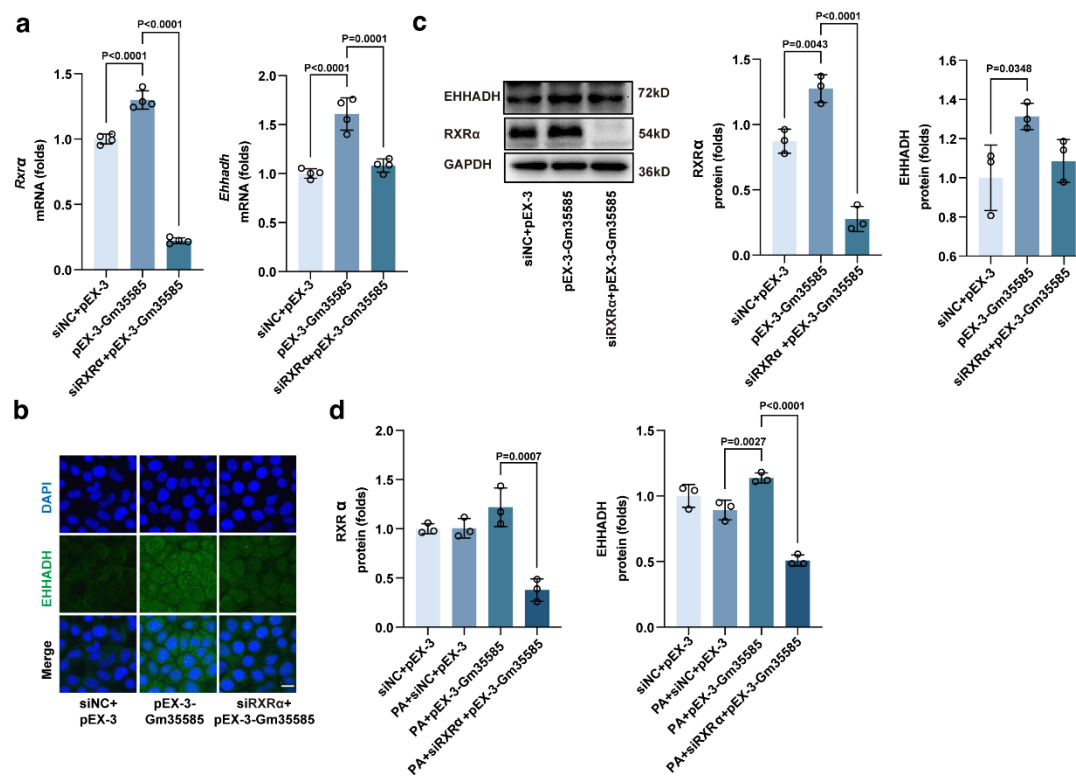 a
Rxrα
mRNA (folds)
1.5
1.0
0.5
0.0
P<0.0001
P<0.0001
siNC+pEX-3
pEX-3-Gm35585
siRXRα+pEX-3-Gm35585
Ehhadh
mRNA (folds)
2.0
1.5
1.0
0.5
0.0
P<0.0001
P=0.0001
siNC+pEX-3
pEX-3-Gm35585
siRXRα+pEX-3-Gm35585
c
EHHADH
72kD
RXRα
54kD
GAPDH
36kD
siNC+pEX-3
pEX-3-Gm35585
siRXRα+pEX-3-Gm35585
RXRα
protein (folds)
1.5
1.0
0.5
0.0
P=0.0043
P<0.0001
siNC+pEX-3
pEX-3-Gm35585
siRXRα +pEX-3-Gm35585
EHHADH
protein (folds)
1.6
1.4
1.2
1.0
0.8
0.6
P=0.0348
siNC+pEX-3
pEX-3-Gm35585
siRXRα+pEX-3-Gm35585
b
DAPI
EHHADH
Merge
siNC+
pEX-3
pEX-3-
Gm35585
siRXRα+
pEX-3-Gm35585
d
RXR α
protein (folds)
2.0
1.5
1.0
0.5
0.0
P=0.0007
siNC+pEX-3
PA+siNC+pEX-3
PA+pEX-3-Gm35585
PA+siRXRα+pEX-3-Gm35585
EHHADH
protein (folds)
1.5
1.0
0.5
0.0
P=0.0027
P<0.0001
siNC+pEX-3
PA+siNC+pEX-3
PA+pEX-3-Gm35585
PA+siRXRα+pEX-3-Gm35585